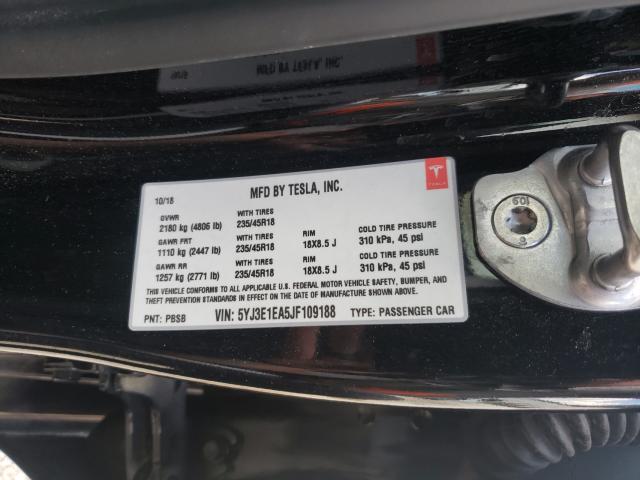 10/18 MFD BY TESLA, INC.
TESLA
GVWR WITH TIRES
2180 kg (4806 lb) 235/45R18
GAWR FRT WITH TIRES RIM COLD TIRE PRESSURE
1110 kg (2447 lb) 235/45R18 18X8.5 J 310 kPa, 45 psi
GAWR RR WITH TIRES RIM COLD TIRE PRESSURE
1257 kg (2771 lb) 235/45R18 18X8.5 J 310 kPa, 45 psi
THIS VEHICLE CONFORMS TO ALL APPLICABLE U.S. FEDERAL MOTOR VEHICLE SAFETY, BUMPER, AND
THEFT PREVENTION STANDARDS IN EFFECT ON THE DATE OF MANUFACTURE SHOWN ABOVE.
PNT: PBSB VIN: 5YJ3E1EA5JF109188 TYPE: PASSENGER CAR